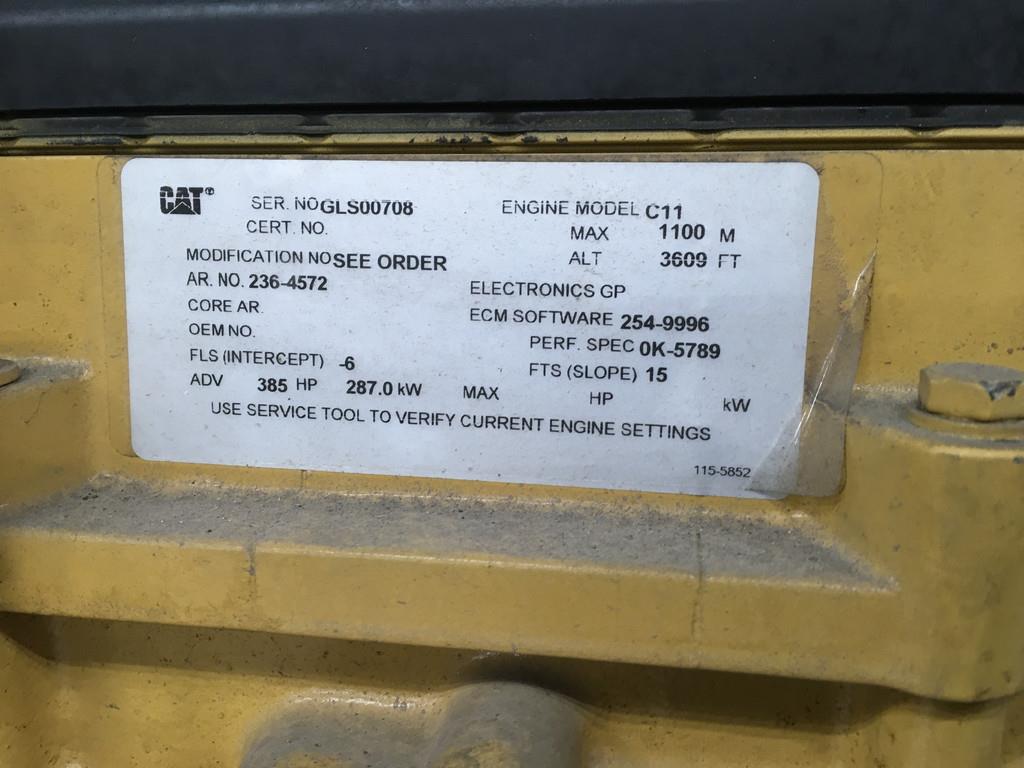 CAT® SER. NO GLS00708 ENGINE MODEL C11
CERT. NO. MAX 1100 M
MODIFICATION NO SEE ORDER ALT 3609 FT
AR. NO. 236-4572 ELECTRONICS GP
CORE AR. ECM SOFTWARE 254-9996
OEM NO. PERF. SPEC 0K-5789
FLS (INTERCEPT) -6 FTS (SLOPE) 15
ADV 385 HP 287.0 kW MAX HP kW
USE SERVICE TOOL TO VERIFY CURRENT ENGINE SETTINGS
115-5852